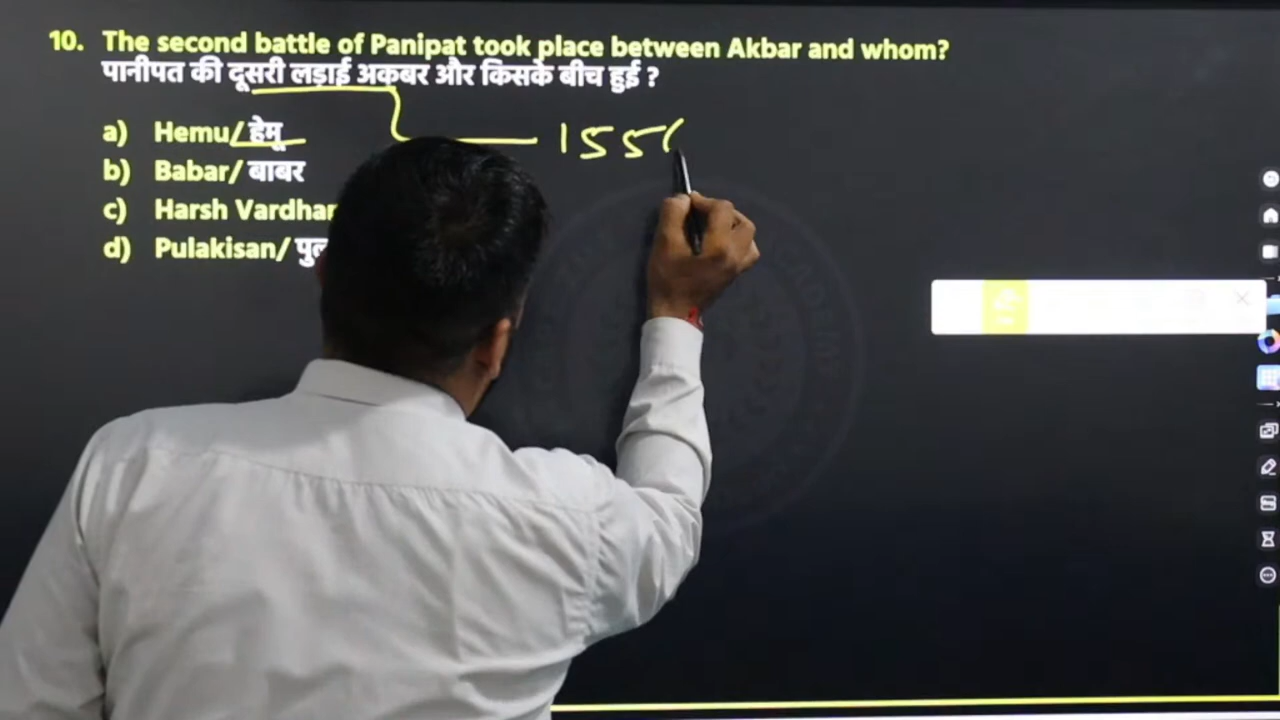 10. The second battle of Panipat took place between Akbar and whom?
पानीपत की दूसरी लड़ाई अकबर और किसके बीच हुई ?
a) Hemu/ हेमू
b) Babar/ बाबर
c) Harsh Vardhan
d) Pulakisan/
155